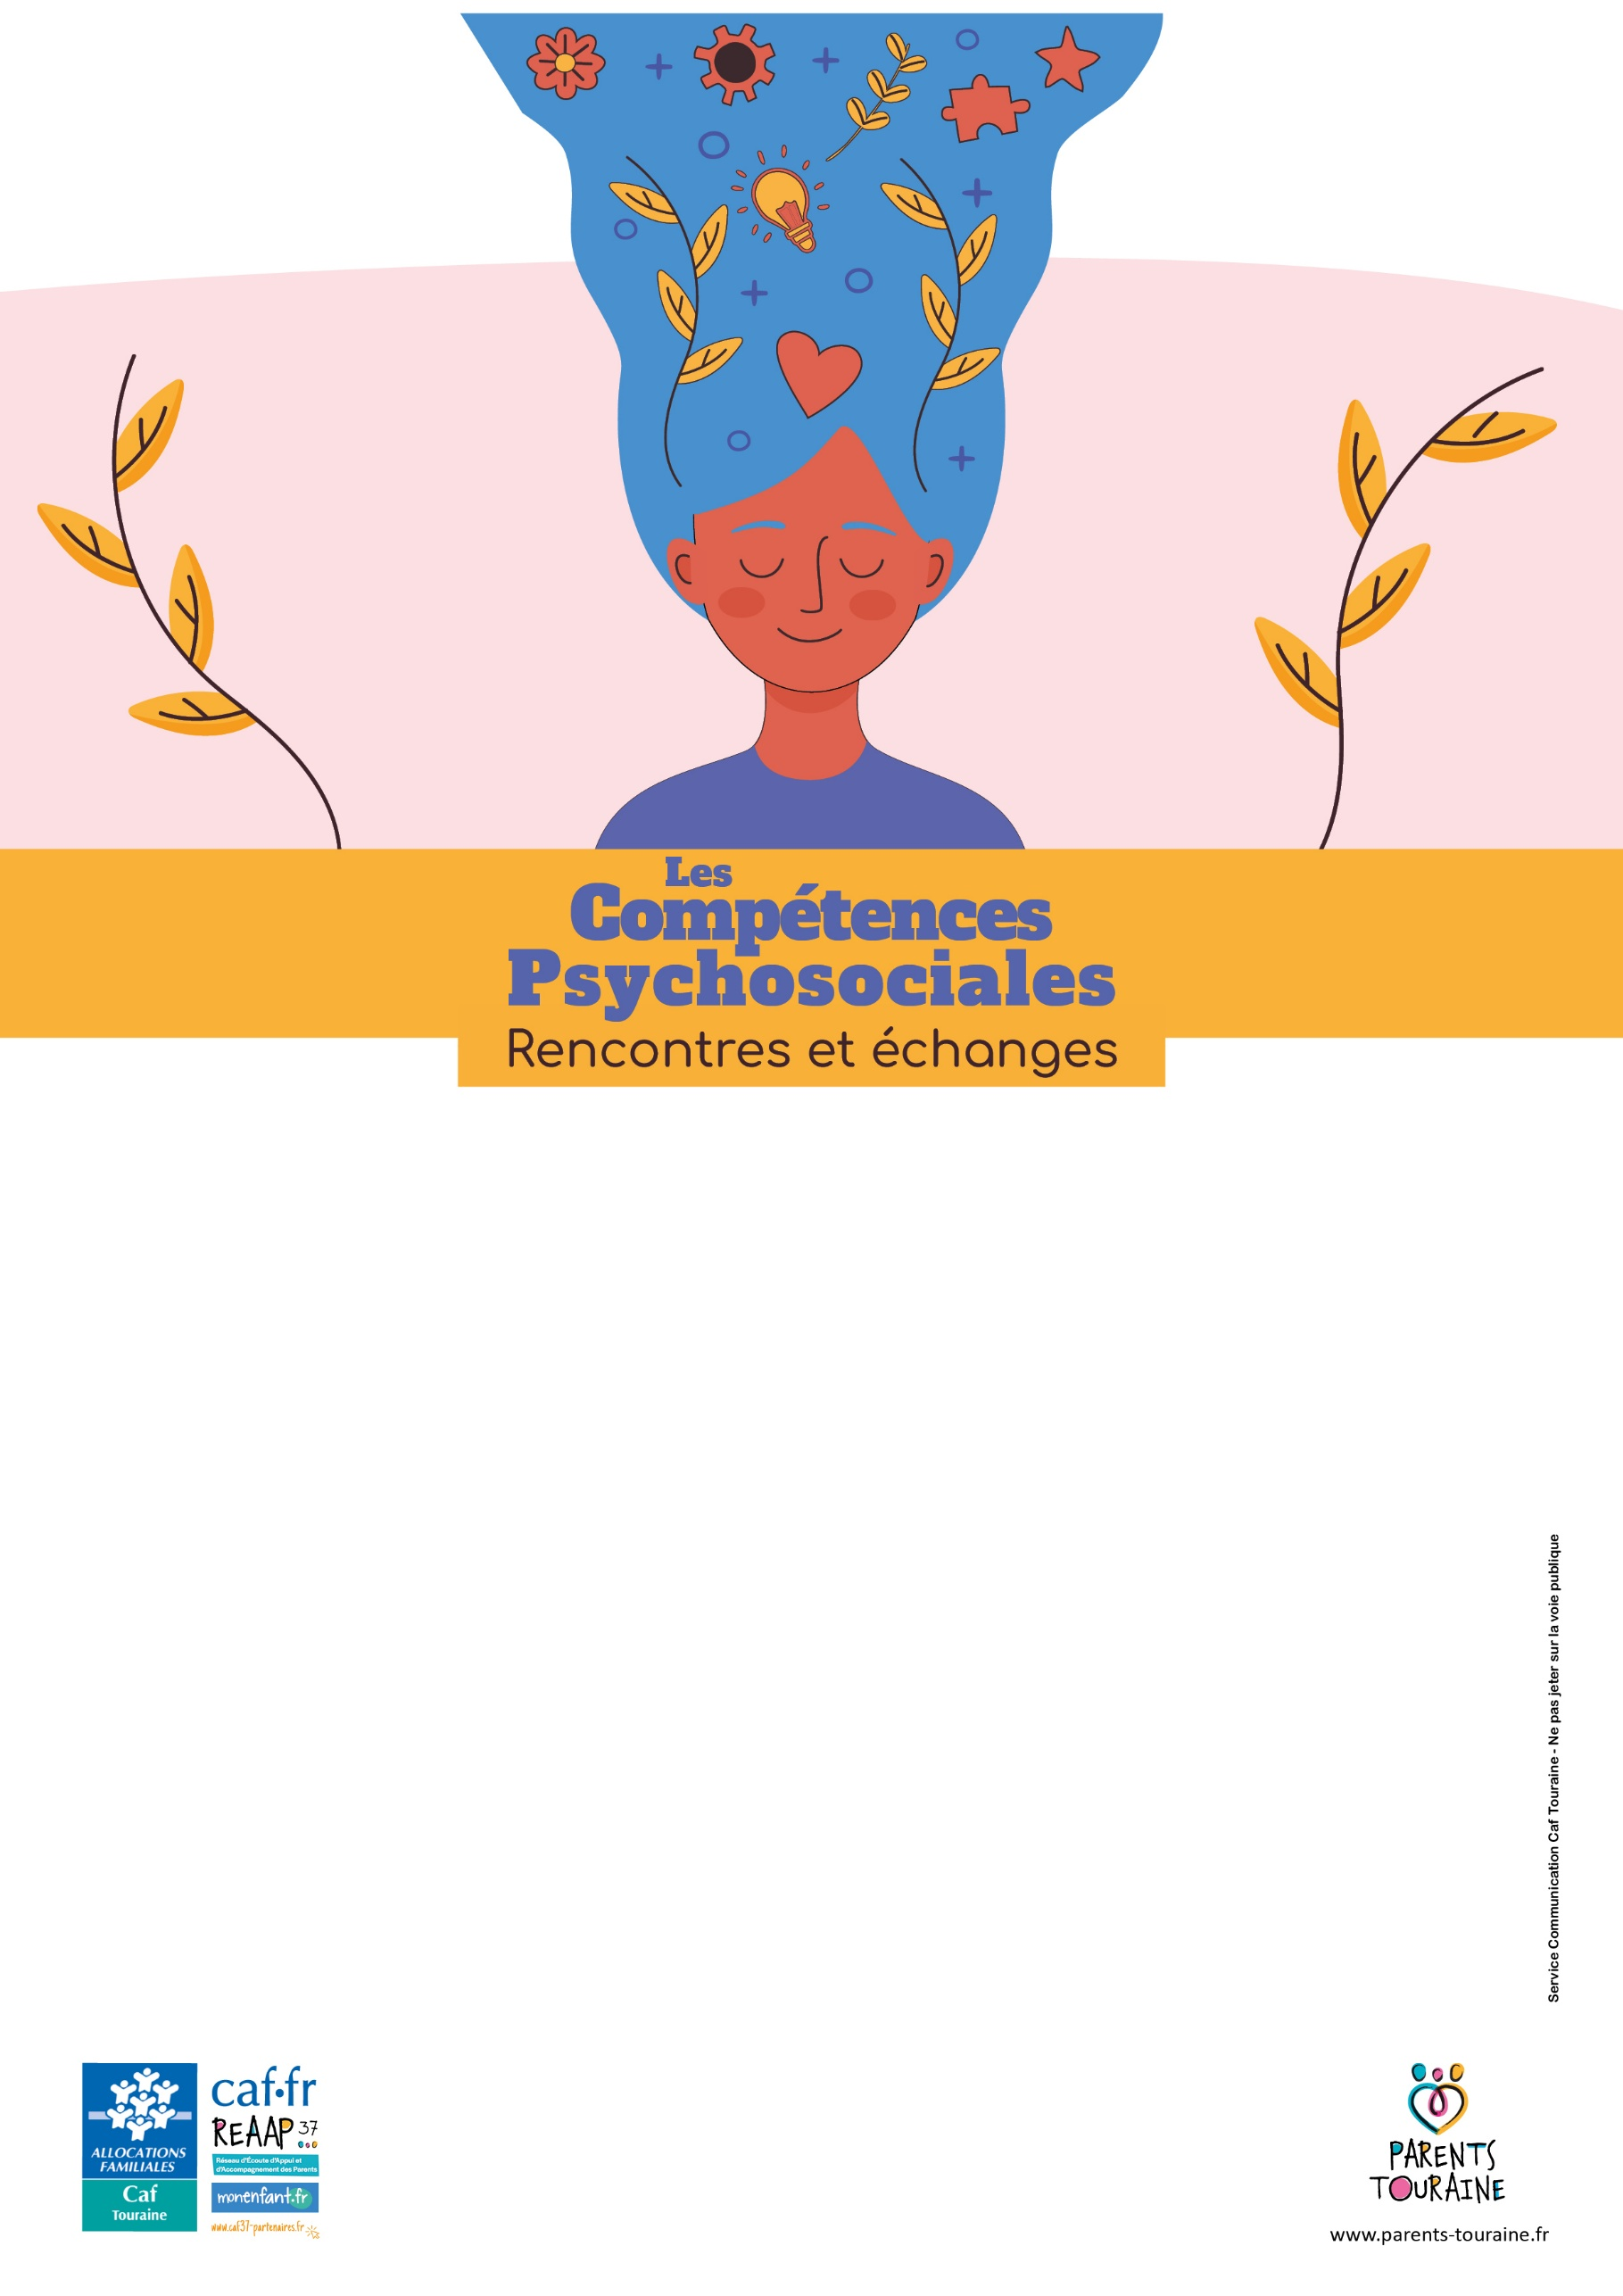 Les
Compétences
Psychosociales
Rencontres et échanges
Service Communication Caf Touraine - Ne pas jeter sur la voie publique
ALLOCATIONS
FAMILIALES
Caf
Touraine
caf.fr
REAAP 37
Réseau d'Écoute d'Appui et
d'Accompagnement des Parents
monenfant.fr
www.caf37-partenaires.fr
PARENTS
TOURAINE
www.parents-touraine.fr